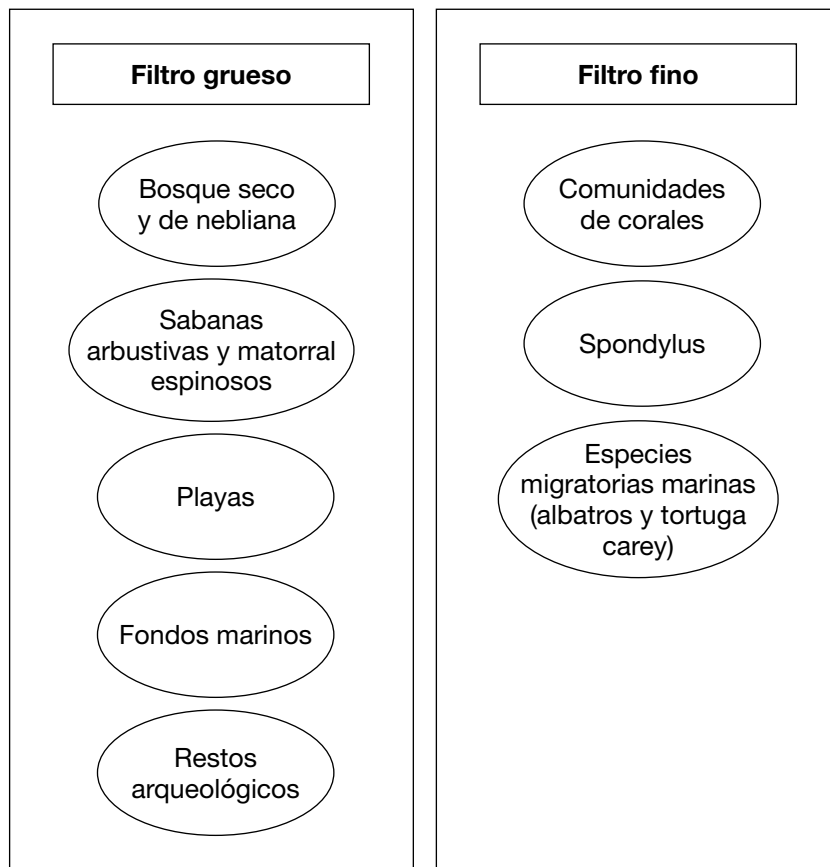 Filtro grueso
Bosque seco
y de nebliana
Sabanas
arbustivas y matorral
espinosos
Playas
Fondos marinos
Restos
arqueológicos
Filtro fino
Comunidades
de corales
Spondylus
Especies
migratorias marinas
(albatros y tortuga
carey)